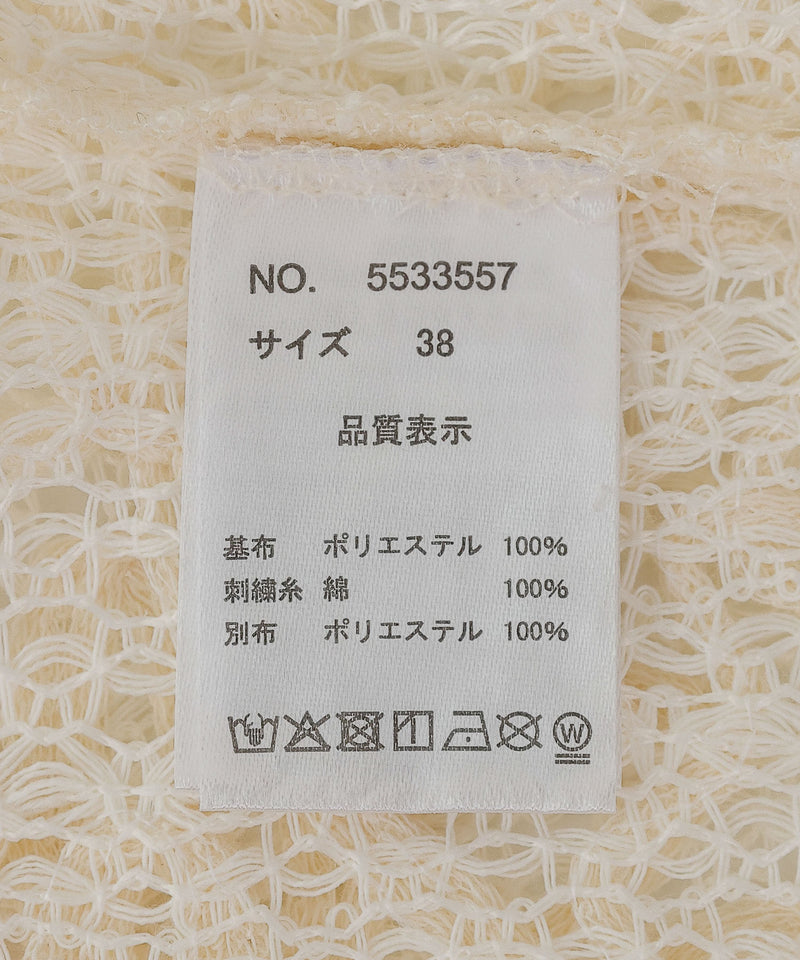 NO. 5533557
サイズ 38
品質表示
基布 ポリエステル 100%
刺繍糸 綿 100%
別布 ポリエステル 100%
W